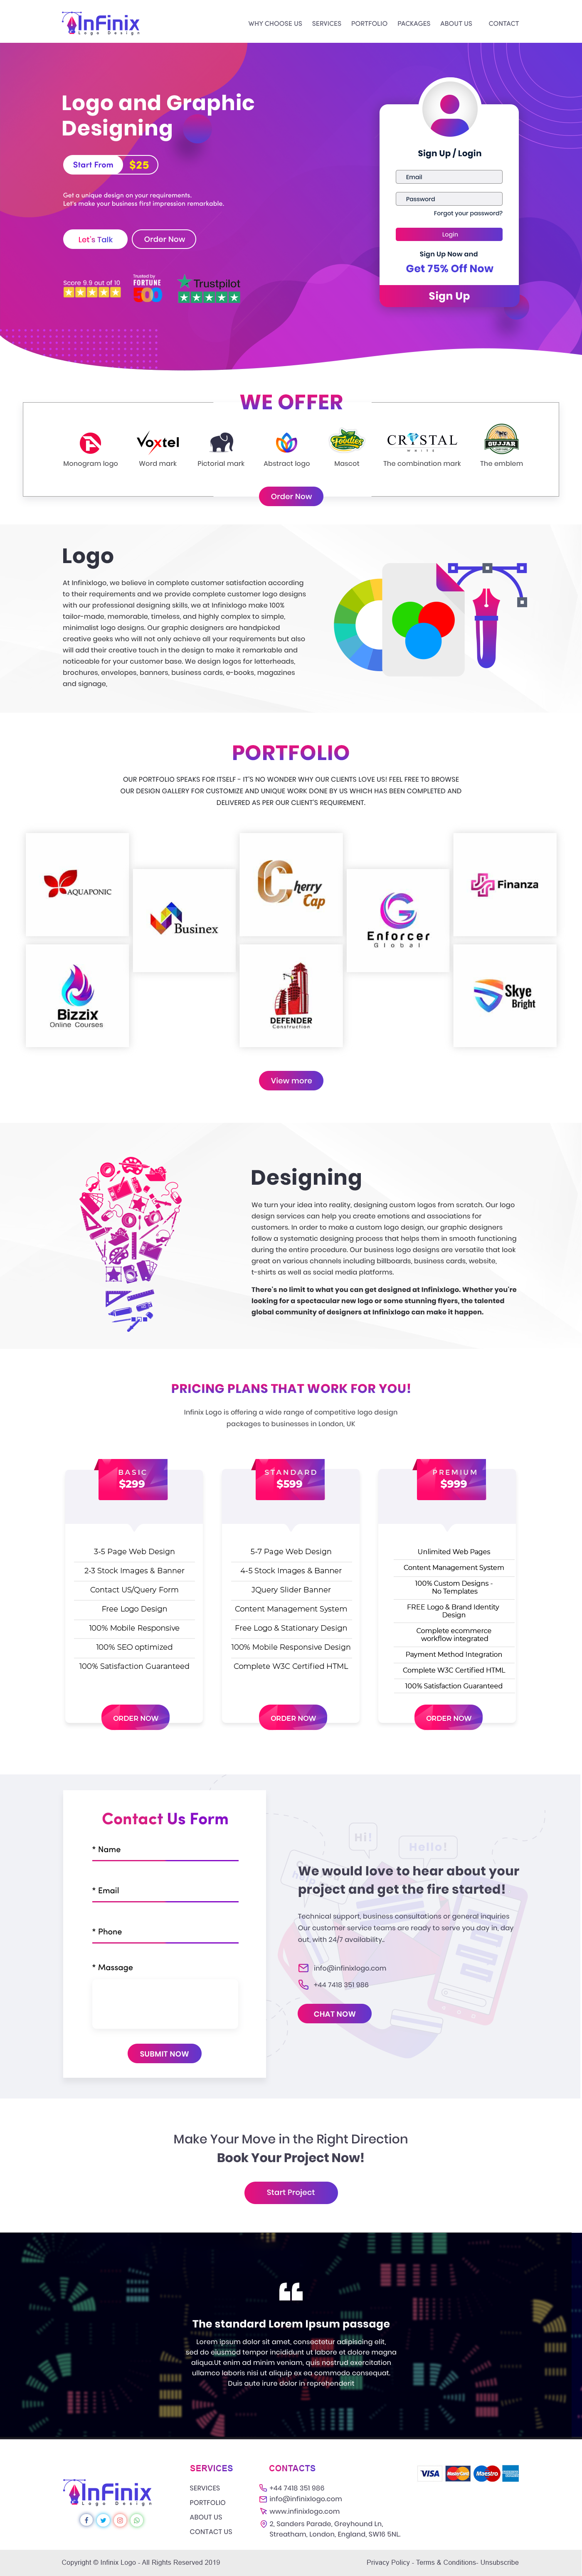 InFinix
Logo Design
WHY CHOOSE US SERVICES PORTFOLIO PACKAGES ABOUT US CONTACT
Logo and Graphic
Designing
Start From $25
Get a unique design on your requirements.
Let's make your business first impression remarkable.
Let's Talk Order Now
Score 9.9 out of 10
Trusted by
FORTUNE
500
Trustpilot
Sign Up / Login
Email
Password
Forgot your password?
Login
Sign Up Now and
Get 75% Off Now
Sign Up
WE OFFER
Voxtel
Foodies
CRYSTAL
white
GUJJAR
Monogram logo Word mark Pictorial mark Abstract logo Mascot The combination mark The emblem
Order Now
Logo
At Infinixlogo, we believe in complete customer satisfaction according
to their requirements and we provide complete customer logo designs
with our professional designing skills, we at Infinixlogo make 100%
tailor-made, memorable, timeless, and highly complex to simple,
minimalist logo designs. Our graphic designers are handpicked
creative geeks who will not only achieve all your requirements but also
will add their creative touch in the design to make it remarkable and
noticeable for your customer base. We design logos for letterheads,
brochures, envelopes, banners, business cards, e-books, magazines
and signage,
PORTFOLIO
OUR PORTFOLIO SPEAKS FOR ITSELF - IT'S NO WONDER WHY OUR CLIENTS LOVE US! FEEL FREE TO BROWSE
OUR DESIGN GALLERY FOR CUSTOMIZE AND UNIQUE WORK DONE BY US WHICH HAS BEEN COMPLETED AND
DELIVERED AS PER OUR CLIENT'S REQUIREMENT.
AQUAPONIC
Businex
Cherry
Cap
Enforcer
Global
Finanza
Bizzix
Online Courses
DEFENDER
Construction
Skye
Bright
View more
Designing
We turn your idea into reality, designing custom logos from scratch. Our logo
design services can help you create emotions and associations for
customers. In order to make a custom logo design, our graphic designers
follow a systematic designing process that helps them in smooth functioning
during the entire procedure. Our business logo designs are versatile that look
great on various channels including billboards, business cards, website,
t-shirts as well as social media platforms.
There's no limit to what you can get designed at Infinixlogo. Whether you're
looking for a spectacular new logo or some stunning flyers, the talented
global community of designers at Infinixlogo can make it happen.
PRICING PLANS THAT WORK FOR YOU!
Infinix Logo is offering a wide range of competitive logo design
packages to businesses in London, UK
BASIC
$299
3-5 Page Web Design
2-3 Stock Images & Banner
Contact US/Query Form
Free Logo Design
100% Mobile Responsive
100% SEO optimized
100% Satisfaction Guaranteed
ORDER NOW
STANDARD
$599
5-7 Page Web Design
4-5 Stock Images & Banner
JQuery Slider Banner
Content Management System
Free Logo & Stationary Design
100% Mobile Responsive Design
Complete W3C Certified HTML
ORDER NOW
PREMIUM
$999
Unlimited Web Pages
Content Management System
100% Custom Designs -
No Templates
FREE Logo & Brand Identity
Design
Complete ecommerce
workflow integrated
Payment Method Integration
Complete W3C Certified HTML
100% Satisfaction Guaranteed
ORDER NOW
Contact Us Form
* Name
* Email
* Phone
* Massage
SUBMIT NOW
Hi!
Hello!
We would love to hear about your
project and get the fire started!
Technical support, business consultations or general inquiries
Our customer service teams are ready to serve you day in, day
out, with 24/7 availability..
info@infinixlogo.com
+44 7418 351 986
CHAT NOW
Make Your Move in the Right Direction
Book Your Project Now!
Start Project
The standard Lorem Ipsum passage
Lorem ipsum dolor sit amet, consectetur adipiscing elit,
sed do eiusmod tempor incididunt ut labore et dolore magna
aliqua.Ut enim ad minim veniam, quis nostrud exercitation
ullamco laboris nisi ut aliquip ex ea commodo consequat.
Duis aute irure dolor in reprehenderit
InFinix
Logo Design
SERVICES
SERVICES
PORTFOLIO
ABOUT US
CONTACT US
CONTACTS
+44 7418 351 986
info@infinixlogo.com
www.infinixlogo.com
2, Sanders Parade, Greyhound Ln,
Streatham, London, England, SW16 5NL.
VISA MasterCard Maestro
Copyright © Infinix Logo - All Rights Reserved 2019
Privacy Policy - Terms & Conditions- Unsubscribe